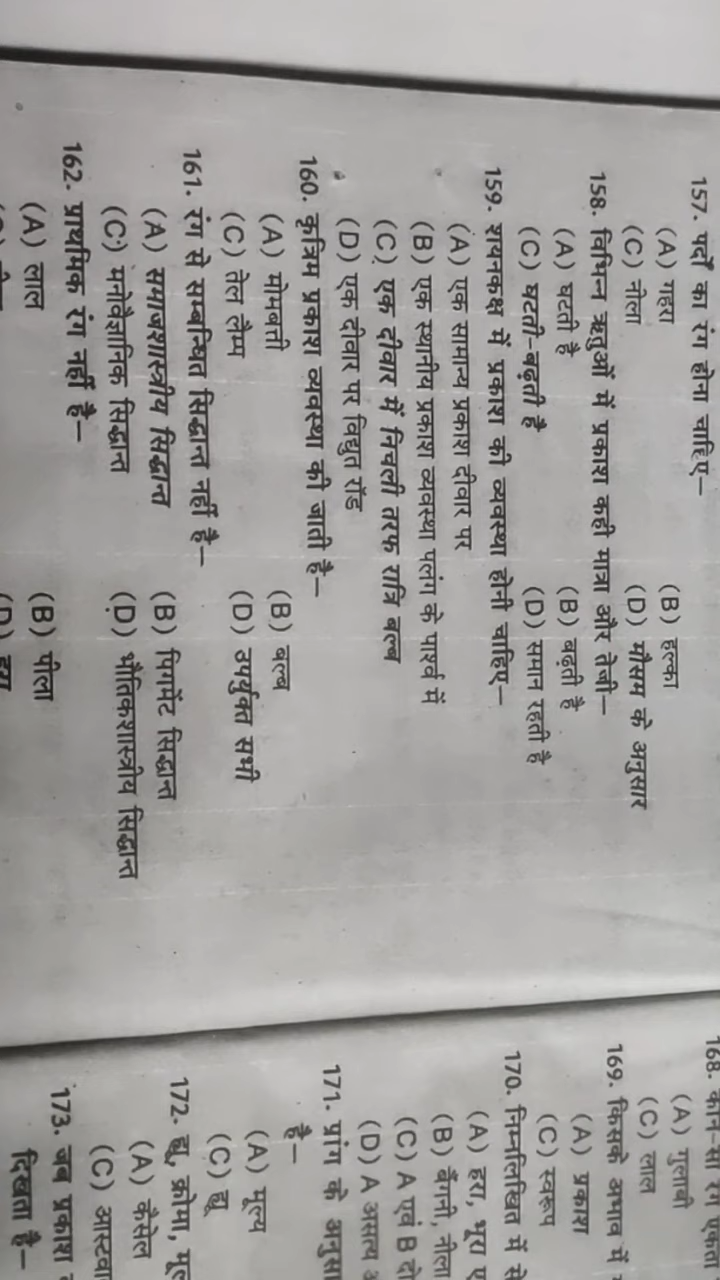 157. पर्दों का रंग होना चाहिए–
(A) गहरा (B) हल्का
(C) नीला (D) मौसम के अनुसार
158. विभिन्न ऋतुओं में प्रकाश कही मात्रा और तेजी–
(A) घटती है (B) बढ़ती है
(C) घटती-बढ़ती है (D) समान रहती है
159. शयनकक्ष में प्रकाश की व्यवस्था होनी चाहिए–
(A) एक सामान्य प्रकाश दीवार पर
(B) एक स्थानीय प्रकाश व्यवस्था पलंग के पार्श्व में
(C) एक दीवार में निचली तरफ रात्रि बल्ब
(D) एक दीवार पर विद्युत रॉड
160. कृत्रिम प्रकाश व्यवस्था की जाती है–
(A) मोमबत्ती (B) बल्ब
(C) तेल लैम्प (D) उपर्युक्त सभी
161. रंग से सम्बन्धित सिद्धान्त नहीं है–
(A) समाजशास्त्रीय सिद्धान्त (B) पिगमेंट सिद्धान्त
(C) मनोवैज्ञानिक सिद्धान्त (D) भौतिकशास्त्रीय सिद्धान्त
162. प्राथमिक रंग नहीं है–
(A) लाल (B) पीला
(D) हरा
168. कौन-सा रंग एकता
(A) गुलाबी
(C) लाल
169. किसके अभाव में
(A) प्रकाश
(C) स्वरूप
170. निम्नलिखित में से
(A) हरा, भूरा
(B) बैंगनी, नीला
(C) A एवं B
(D) A असत्य
171. प्रांग के
है–
(A) मूल्य
(C) ह्यू
172. ह्यू, क्रोमा,
(A) कैसेल
(C)
173. जब प्रकाश
दिखता है–